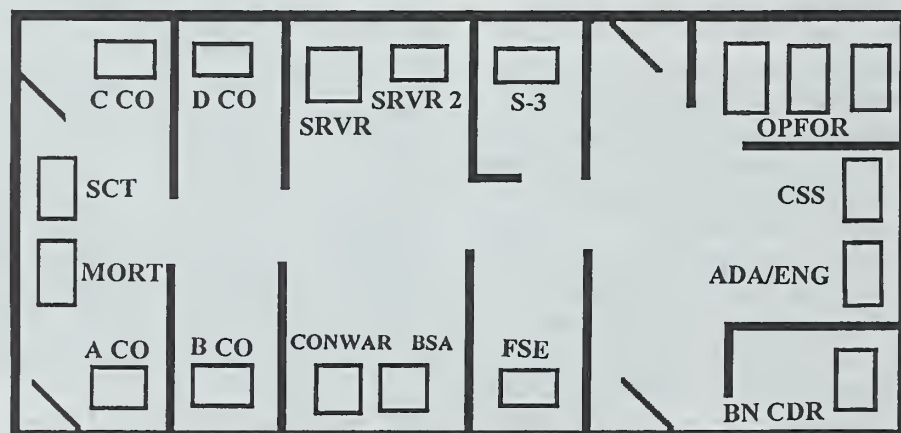 C CO
D CO
SRVR
SRVR 2
S-3
OPFOR
SCT
CSS
MORT
ADA/ENG
A CO
B CO
CONWAR
BSA
FSE
BN CDR